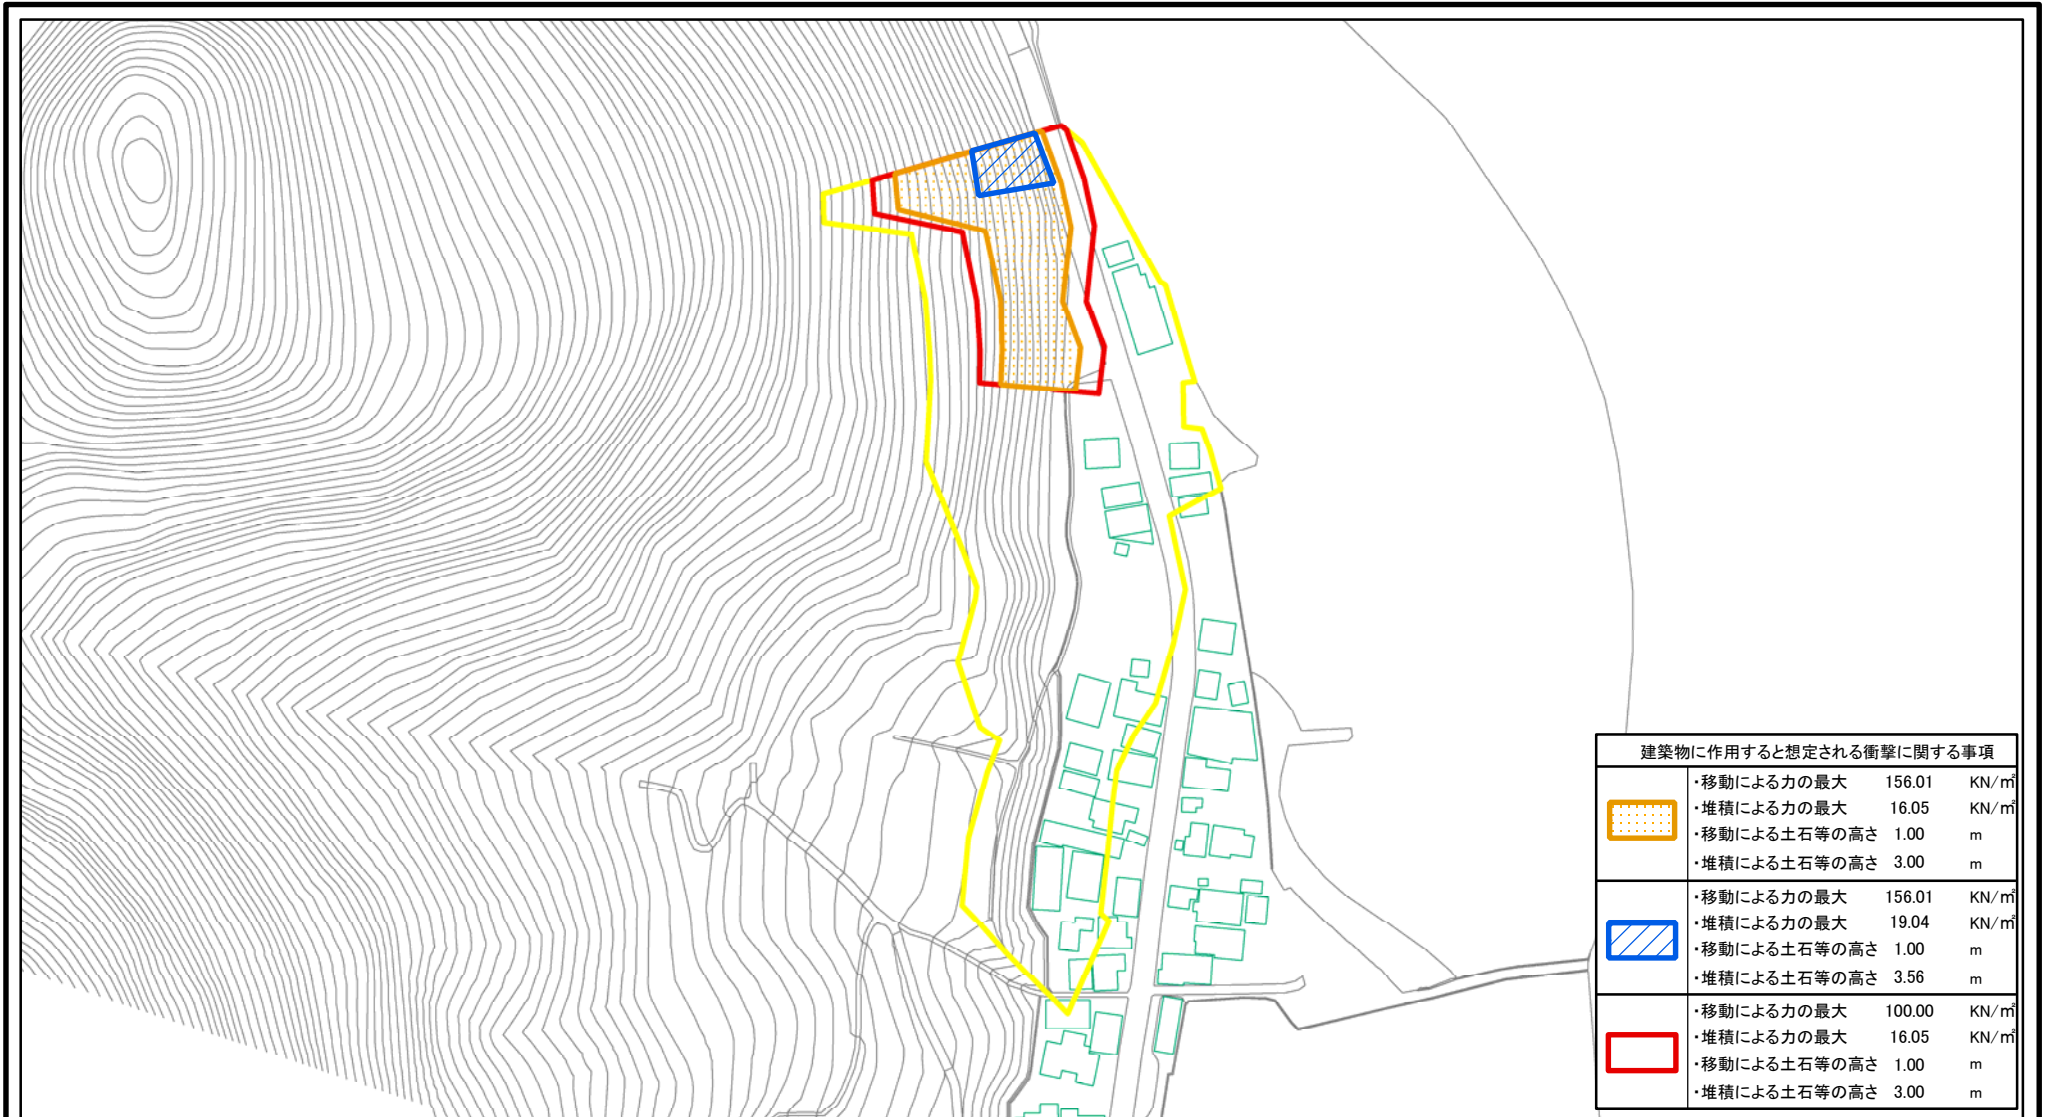 建築物に作用すると想定される衝撃に関する事項
・移動による力の最大 156.01 KN/㎡
・堆積による力の最大 16.05 KN/㎡
・移動による土石等の高さ 1.00 m
・堆積による土石等の高さ 3.00 m
・移動による力の最大 156.01 KN/㎡
・堆積による力の最大 19.04 KN/㎡
・移動による土石等の高さ 1.00 m
・堆積による土石等の高さ 3.56 m
・移動による力の最大 100.00 KN/㎡
・堆積による力の最大 16.05 KN/㎡
・移動による土石等の高さ 1.00 m
・堆積による土石等の高さ 3.00 m